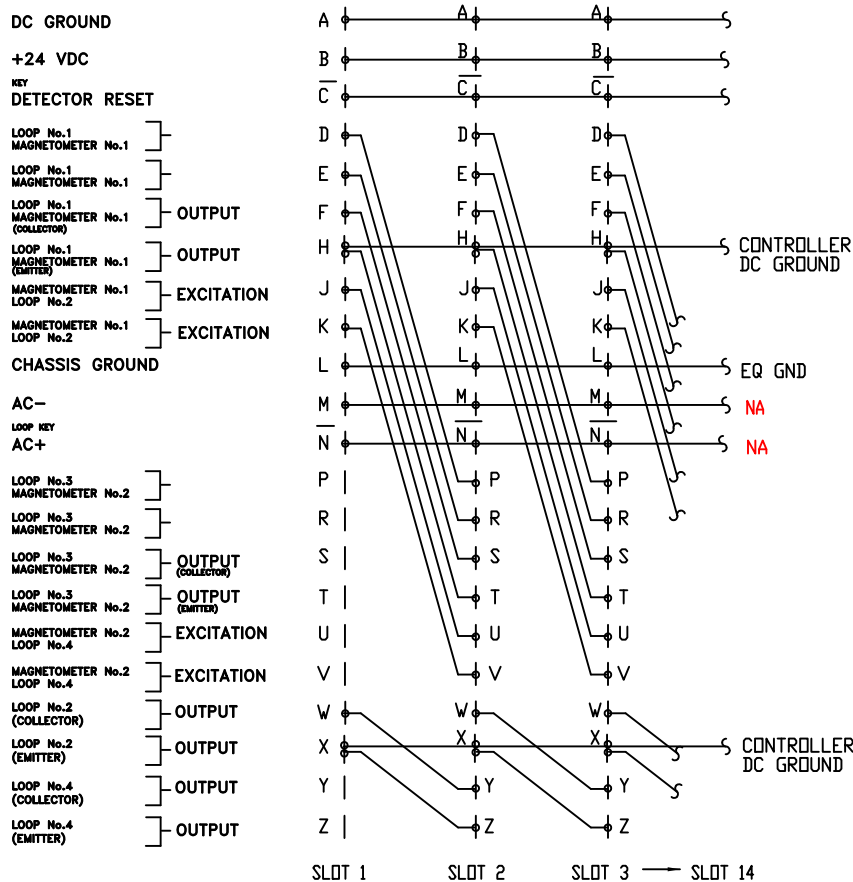 DC GROUND A A A
+24 VDC B B B
KEY
DETECTOR RESET C C C
LOOP No.1
MAGNETOMETER No.1 D D D
LOOP No.1
MAGNETOMETER No.1 E E E
LOOP No.1
MAGNETOMETER No.1
(COLLECTOR) OUTPUT F F F
LOOP No.1
MAGNETOMETER No.1
(EMITTER) OUTPUT H H H CONTROLLER
DC GROUND
MAGNETOMETER No.1
LOOP No.2 EXCITATION J J J
MAGNETOMETER No.1
LOOP No.2 EXCITATION K K K
CHASSIS GROUND L L L EQ GND
AC- M M M NA
LOOP KEY
AC+ N N N NA
LOOP No.3
MAGNETOMETER No.2 P P P
LOOP No.3
MAGNETOMETER No.2 R R R
LOOP No.3
MAGNETOMETER No.2 OUTPUT
(COLLECTOR) S S S
LOOP No.3
MAGNETOMETER No.2 OUTPUT
(EMITTER) T T T
MAGNETOMETER No.2
LOOP No.4 EXCITATION U U U
MAGNETOMETER No.2
LOOP No.4 EXCITATION V V V
LOOP No.2
(COLLECTOR) OUTPUT W W W
LOOP No.2
(EMITTER) OUTPUT X X X CONTROLLER
DC GROUND
LOOP No.4
(COLLECTOR) OUTPUT Y Y Y
LOOP No.4
(EMITTER) OUTPUT Z Z Z
SLOT 1 SLOT 2 SLOT 3 SLOT 14